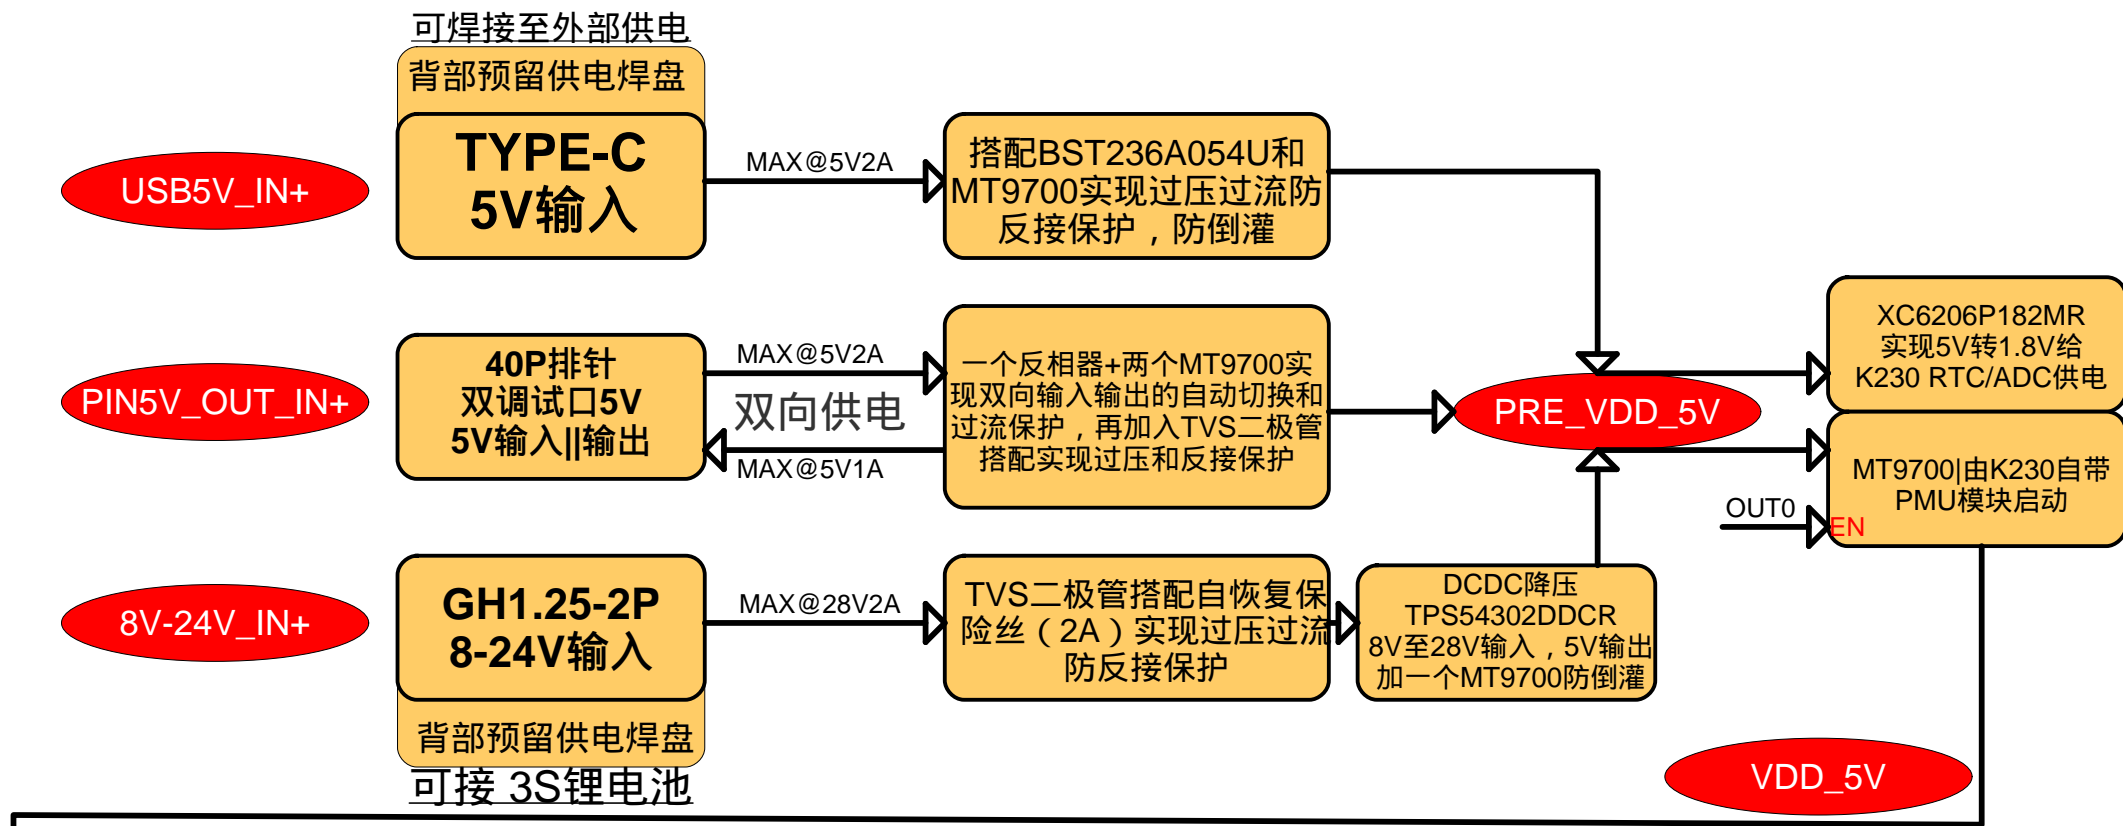 可焊接至外部供电
背部预留供电焊盘
USB5V_IN+
TYPE-C
5V输入
MAX@5V2A
搭配BST236A054U和
MT9700实现过压过流防
反接保护，防倒灌
PIN5V_OUT_IN+
40P排针
双调试口5V
5V输入||输出
MAX@5V2A
双向供电
MAX@5V1A
一个反相器+两个MT9700实
现双向输入输出的自动切换和
过流保护，再加入TVS二极管
搭配实现过压和反接保护
PRE_VDD_5V
XC6206P182MR
实现5V转1.8V给
K230 RTC/ADC供电
MT9700|由K230自带
PMU模块启动
OUT0
EN
8V-24V_IN+
GH1.25-2P
8-24V输入
MAX@28V2A
TVS二极管搭配自恢复保
险丝（2A）实现过压过流
防反接保护
DCDC降压
TPS54302DDCR
8V至28V输入，5V输出
加一个MT9700防倒灌
背部预留供电焊盘
可接 3S锂电池
VDD_5V